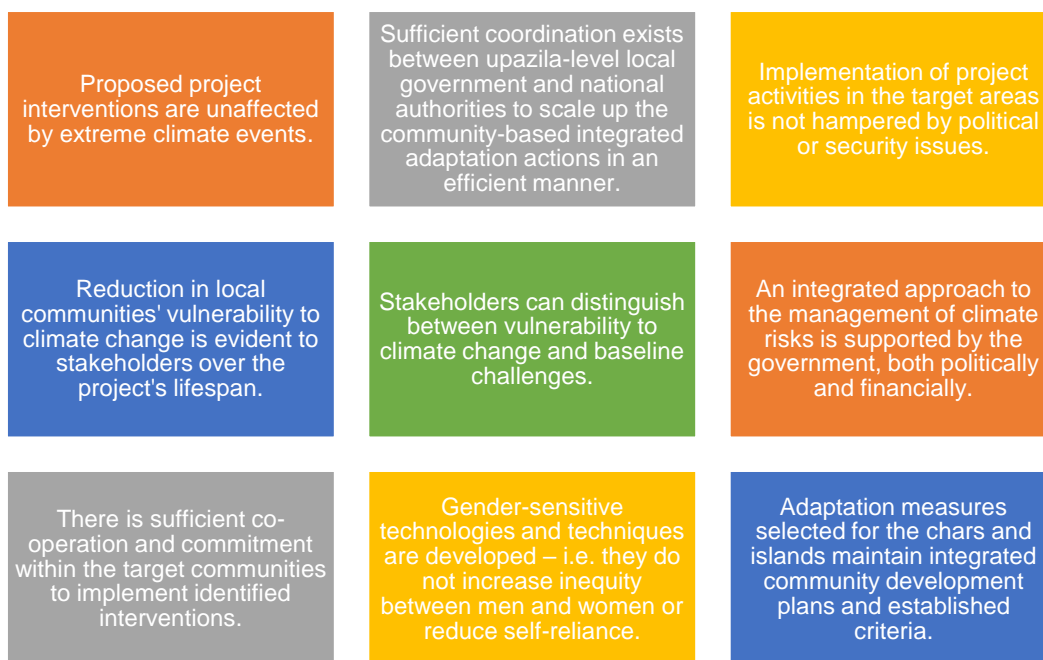 Proposed project
interventions are unaffected
by extreme climate events.
Sufficient coordination exists
between upazila-level local
government and national
authorities to scale up the
community-based integrated
adaptation actions in an
efficient manner.
Implementation of project
activities in the target areas
is not hampered by political
or security issues.
Reduction in local
communities' vulnerability to
climate change is evident to
stakeholders over the
project's lifespan.
Stakeholders can distinguish
between vulnerability to
climate change and baseline
challenges.
An integrated approach to
the management of climate
risks is supported by the
government, both politically
and financially.
There is sufficient co-
operation and commitment
within the target communities
to implement identified
interventions.
Gender-sensitive
technologies and techniques
are developed – i.e. they do
not increase inequity
between men and women or
reduce self-reliance.
Adaptation measures
selected for the chars and
islands maintain integrated
community development
plans and established
criteria.